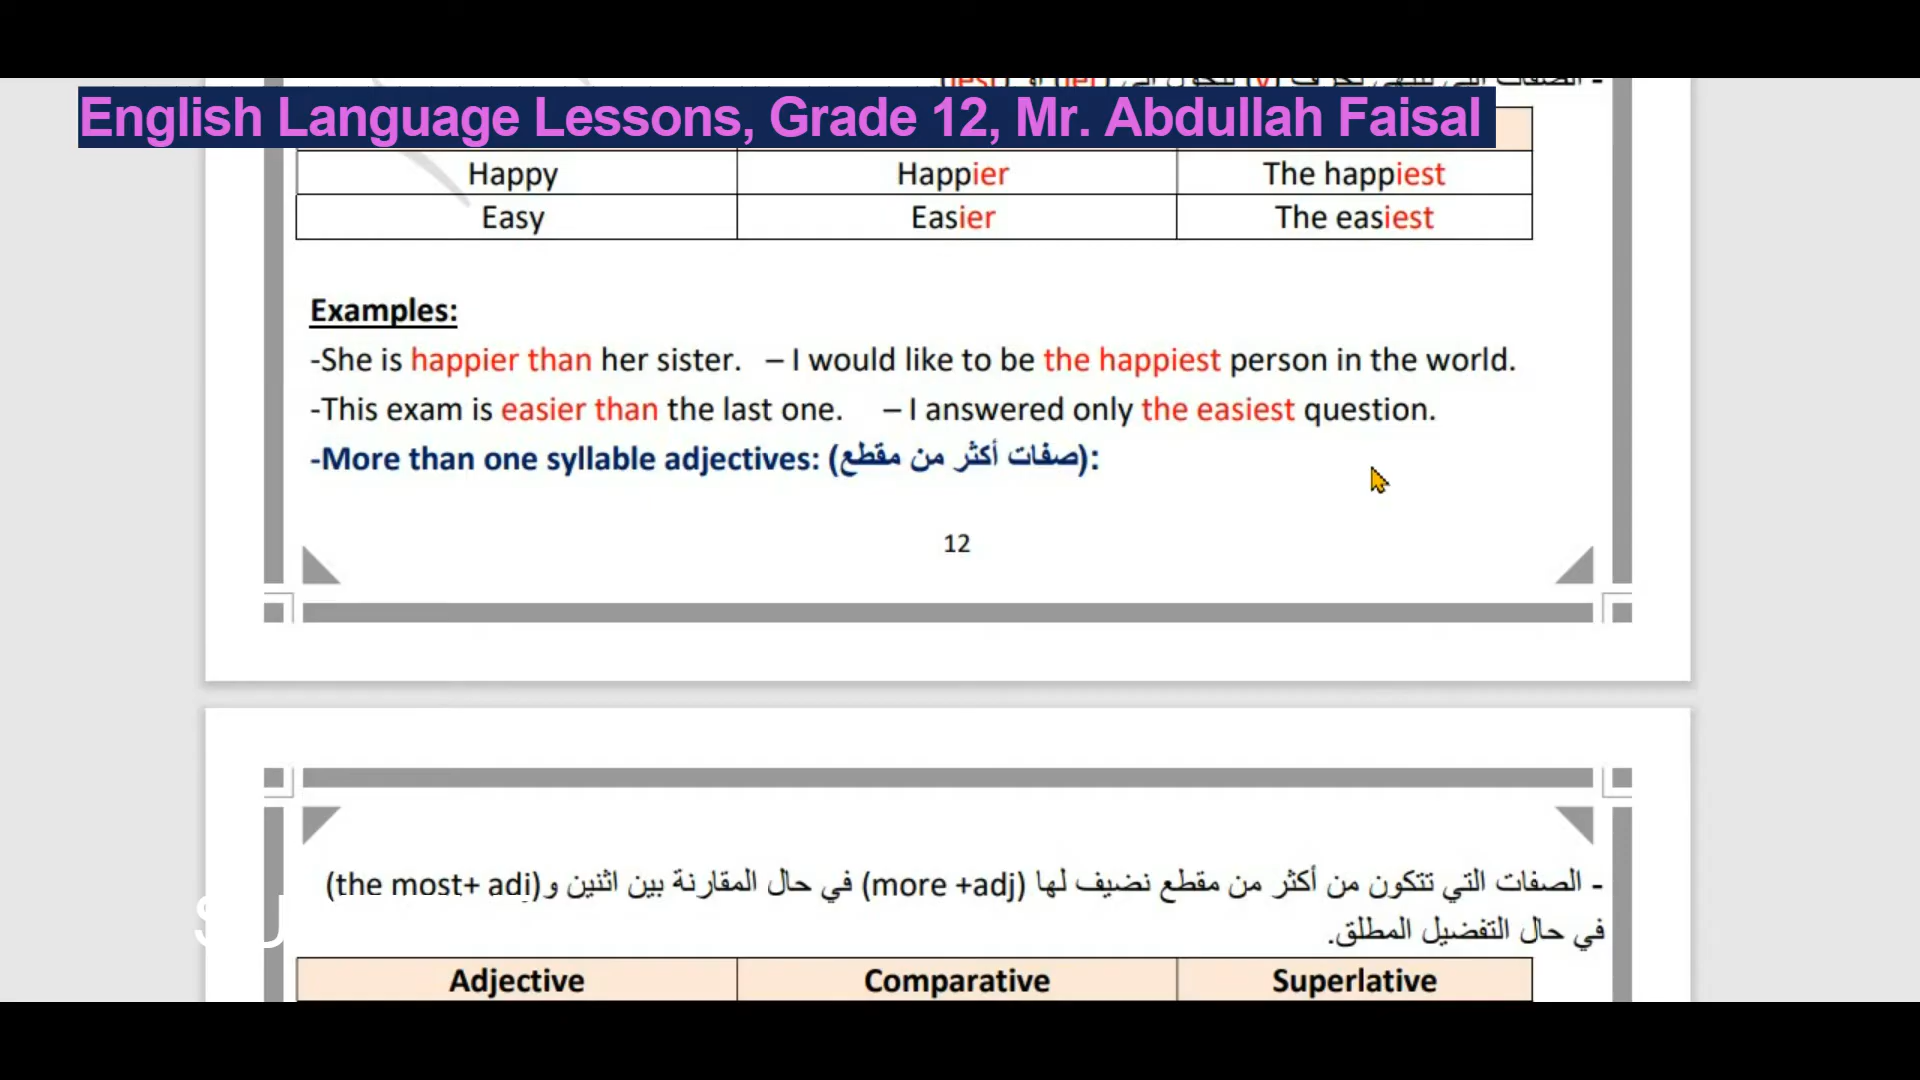 English Language Lessons, Grade 12, Mr. Abdullah Faisal
Happy Happier The happiest
Easy Easier The easiest
Examples:
-She is happier than her sister. – I would like to be the happiest person in the world.
-This exam is easier than the last one. – I answered only the easiest question.
-More than one syllable adjectives: (صفات أكثر من مقطع):
12
- الصفات التي تتكون من أكثر من مقطع نضيف لها (more +adj) في حال المقارنة بين اثنين و(the most+ adj)
في حال التفضيل المطلق.
Adjective Comparative Superlative